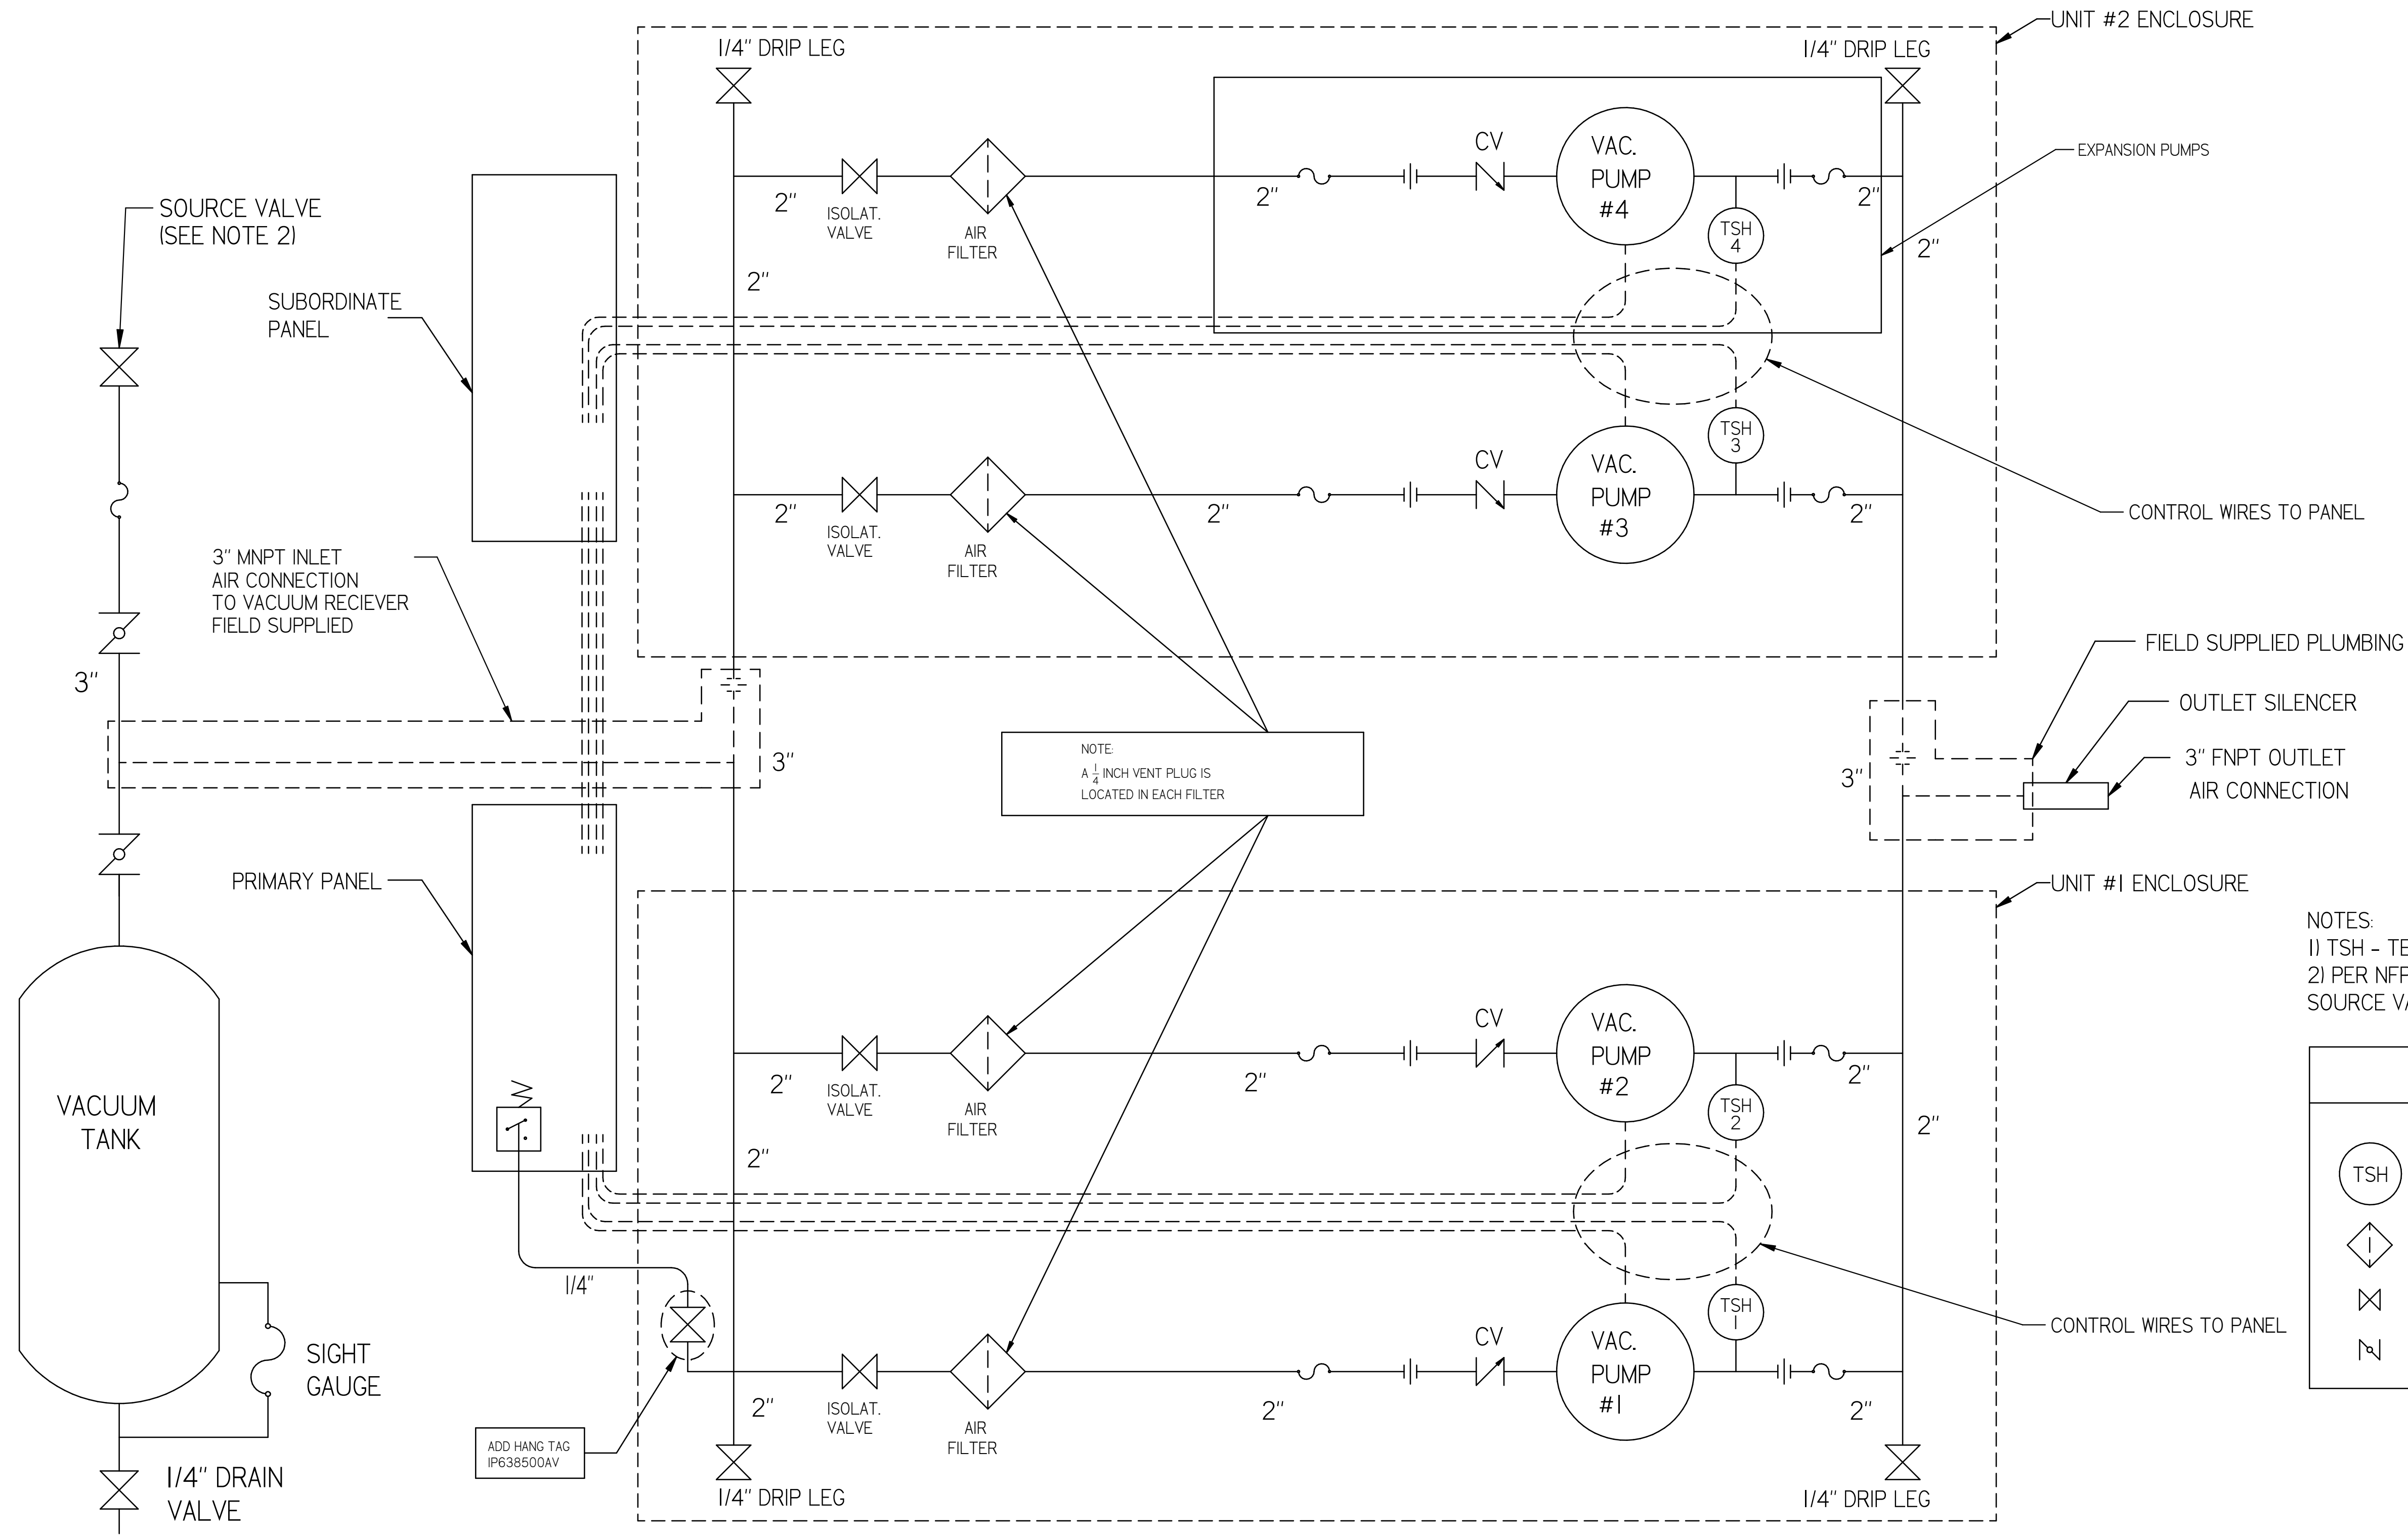 UNIT #2 ENCLOSURE
1/4" DRIP LEG
1/4" DRIP LEG
EXPANSION PUMPS
CV
VAC.
PUMP
#4
2"
ISOLAT.
VALVE
AIR
FILTER
2"
2"
TSH
4
2"
2"
SOURCE VALVE
(SEE NOTE 2)
SUBORDINATE
PANEL
CV
VAC.
PUMP
#3
TSH
3
2"
ISOLAT.
VALVE
AIR
FILTER
2"
2"
CONTROL WIRES TO PANEL
3" MNPT INLET
AIR CONNECTION
TO VACUUM RECIEVER
FIELD SUPPLIED
3"
3"
NOTE:
A 1/4 INCH VENT PLUG IS
LOCATED IN EACH FILTER
FIELD SUPPLIED PLUMBING
OUTLET SILENCER
3" FNPT OUTLET
AIR CONNECTION
3"
PRIMARY PANEL
UNIT #1 ENCLOSURE
NOTES:
1) TSH -
2) PER
SOURCE
CV
VAC.
PUMP
#2
TSH
2
2"
ISOLAT.
VALVE
AIR
FILTER
2"
2"
2"
2"
VACUUM
TANK
TSH
1/4"
CV
VAC.
PUMP
#1
TSH
1
2"
ISOLAT.
VALVE
AIR
FILTER
2"
2"
CONTROL WIRES TO PANEL
SIGHT
GAUGE
ADD HANG TAG
IP638500AV
1/4" DRAIN
VALVE
1/4" DRIP LEG
1/4" DRIP LEG